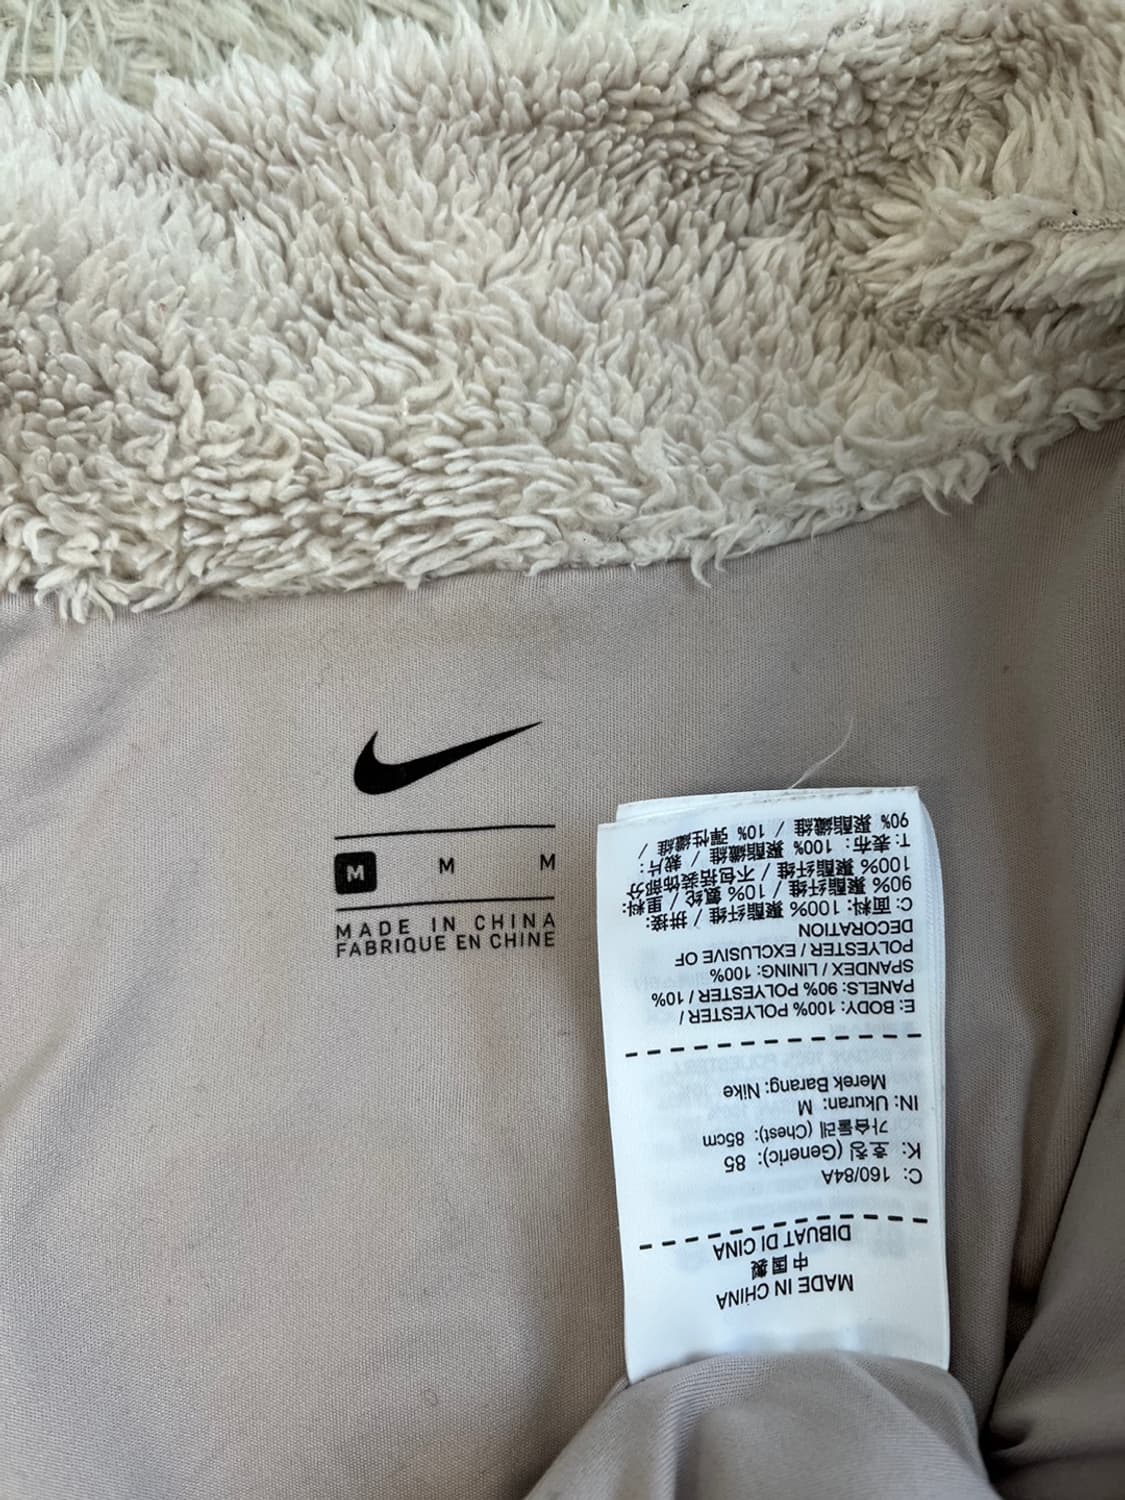 M M M
MADE IN CHINA
FABRIQUE EN CHINE
MADE IN CHINA
中国製
DIBUAT DI CINA
C: 160/84A
K: 호칭 (Generic): 85
가슴둘레 (Chest): 85cm
IN: Ukuran: M
Merek Barang: Nike
E: BODY: 100% POLYESTER /
PANELS: 90% POLYESTER / 10%
SPANDEX / LINING: 100%
POLYESTER / EXCLUSIVE OF
DECORATION
C: 面料: 100% 聚酯纤维 / 拼接:
90% 聚酯纤维 / 10% 氨纶 / 里料:
100% 聚酯纤维 / 不包括装饰部分
T: 表布: 100% 聚酯纖維 / 裁片:
90% 聚酯纖維 / 10% 彈性纖維 /